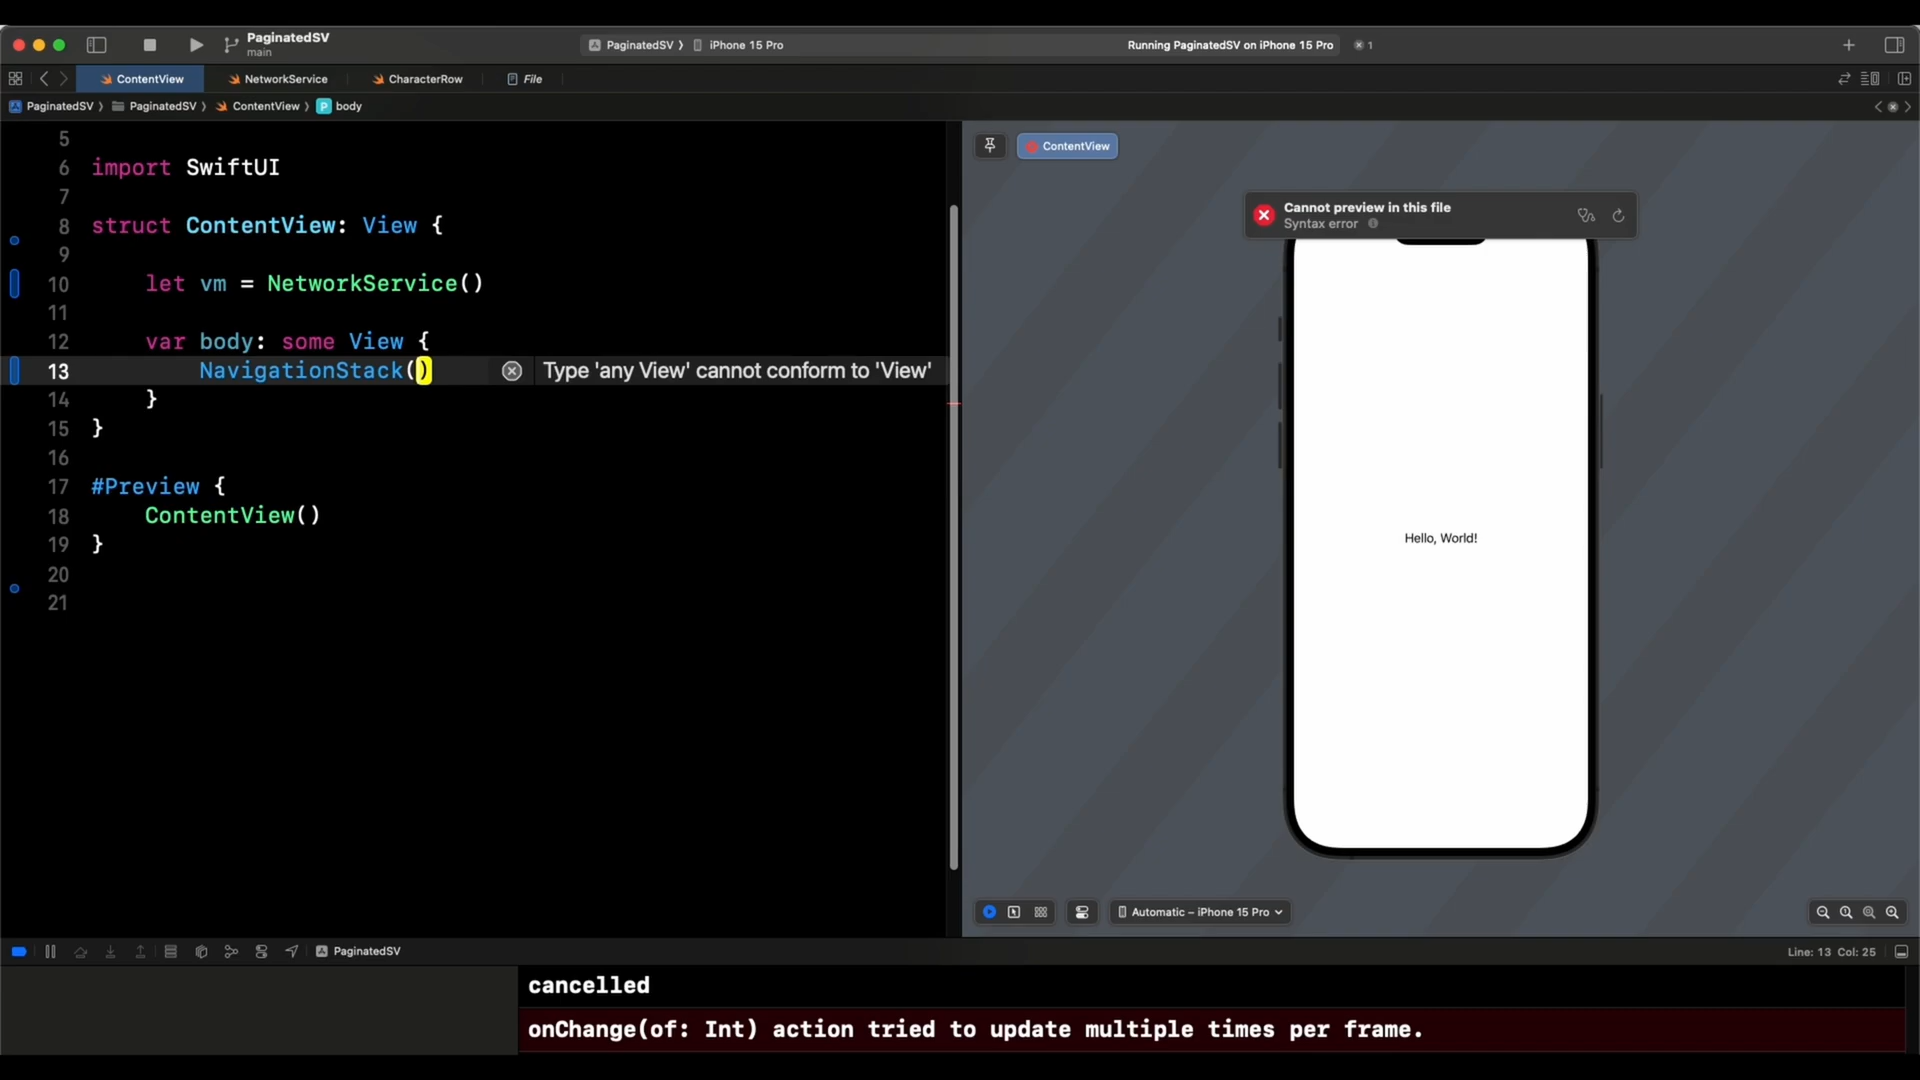 PaginatedSV
main
PaginatedSV 〉 iPhone 15 Pro
Running PaginatedSV on iPhone 15 Pro
1
ContentView
NetworkService
CharacterRow
File
PaginatedSV 〉 PaginatedSV 〉 ContentView 〉 P body
5
6 import SwiftUI
7
8 struct ContentView: View {
9
10 let vm = NetworkService()
11
12 var body: some View {
13 NavigationStack() Type 'any View' cannot conform to 'View'
14 }
15 }
16
17 #Preview {
18 ContentView()
19 }
20
21
ContentView
Cannot preview in this file
Syntax error
Hello, World!
Automatic – iPhone 15 Pro
PaginatedSV
Line: 13 Col: 25
cancelled
onChange(of: Int) action tried to update multiple times per frame.